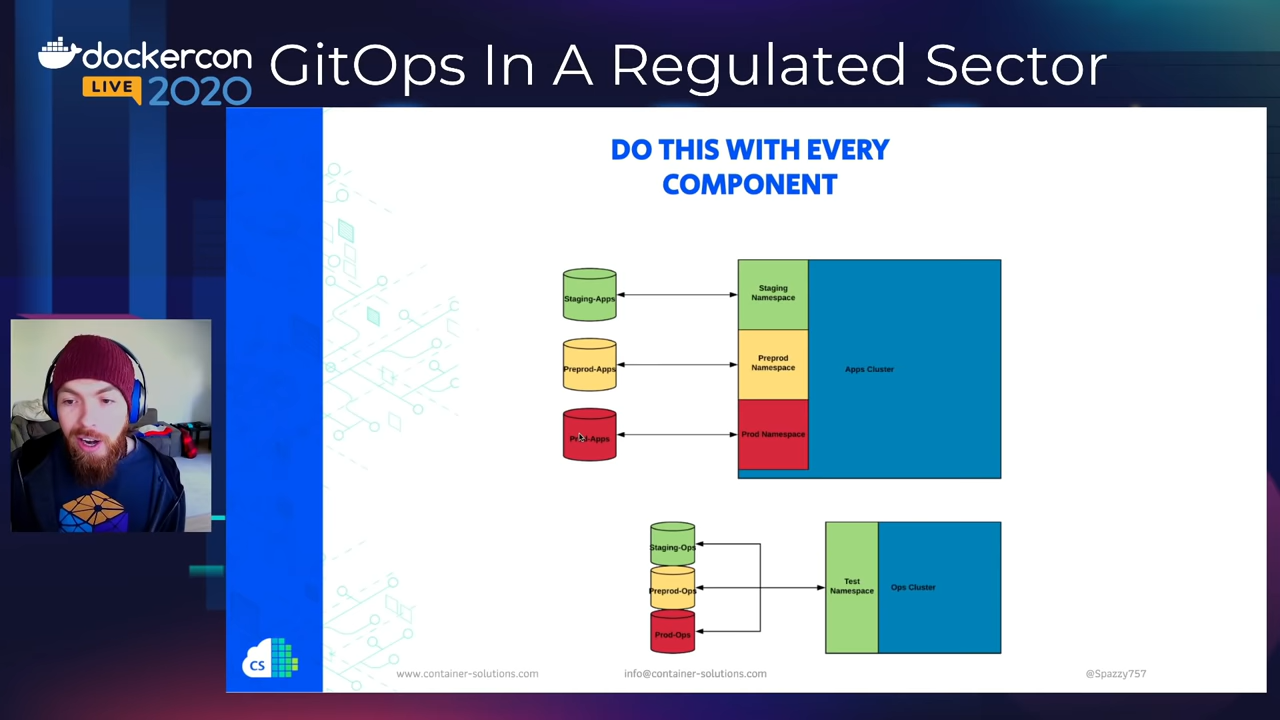 dockercon
LIVE 2020
GitOps In A Regulated Sector
DO THIS WITH EVERY
COMPONENT
Staging-Apps
Staging
Namespace
Preprod-Apps
Preprod
Namespace
Apps Cluster
Prod-Apps
Prod Namespace
Staging-Ops
Preprod-Ops
Prod-Ops
Test
Namespace
Ops Cluster
CS
www.container-solutions.com
info@container-solutions.com
@Spazzy757